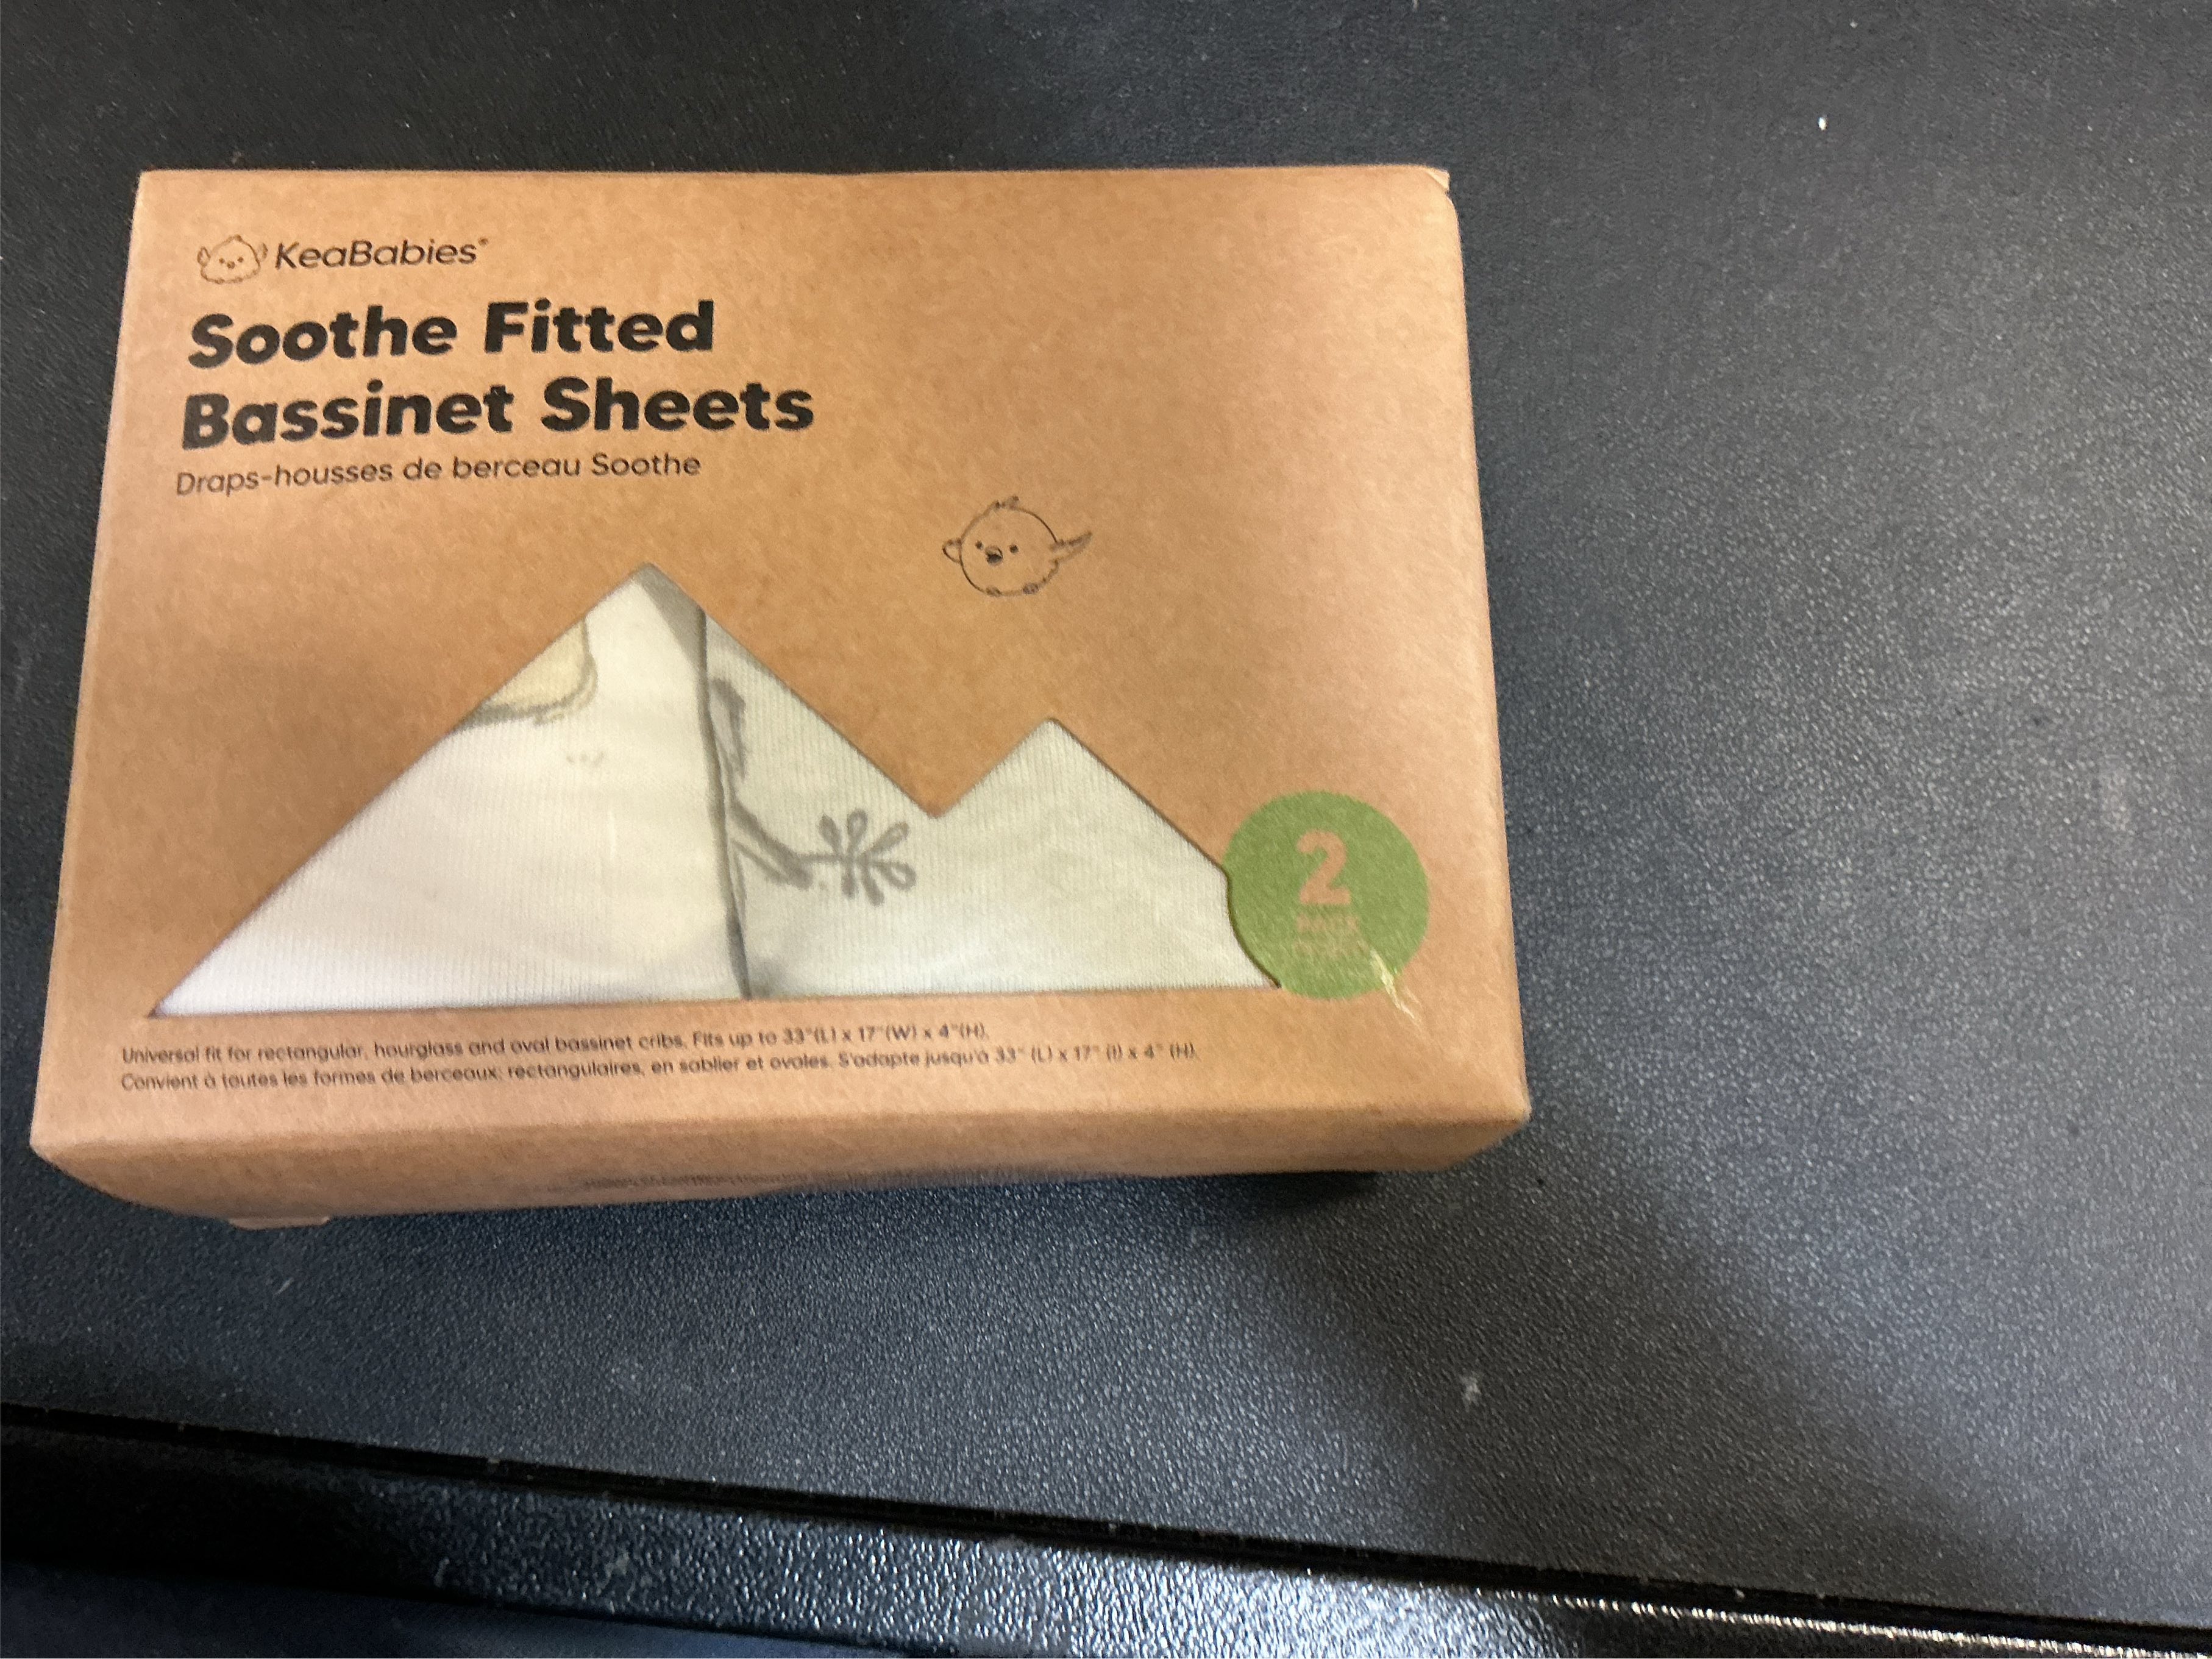 KeaBabies®
Soothe Fitted
Bassinet Sheets
Draps-housses de berceau Soothe
2
PACK
Universal fit for rectangular, hourglass and oval bassinet cribs. Fits up to 33"(L) x 17"(W) x 4"(H).
Convient à toutes les formes de berceaux: rectangulaires, en sablier et ovales. S'adapte jusqu'à 33" (L) x 17" (l) x 4" (H).